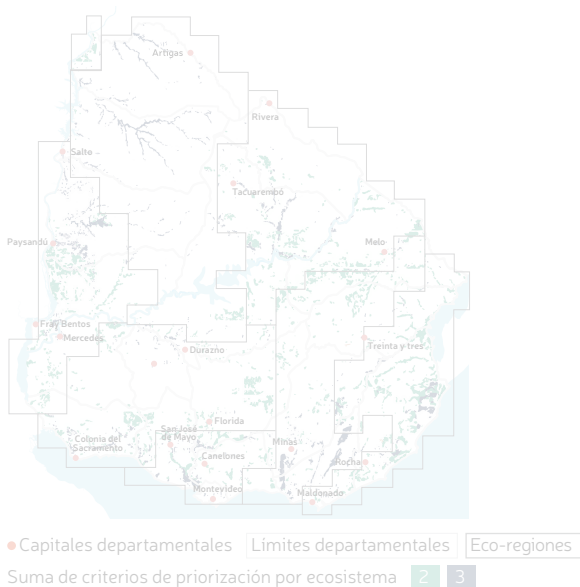 Artigas
Rivera
Salto
Tacuarembó
Paysandú
Melo
Fray Bentos
Mercedes
Durazno
Treinta y tres
Florida
San José
de Mayo
Colonia del
Sacramento
Minas
Canelones
Rocha
Montevideo
Maldonado
Capitales departamentales Límites departamentales Eco-regiones
Suma de criterios de priorización por ecosistema 2 3